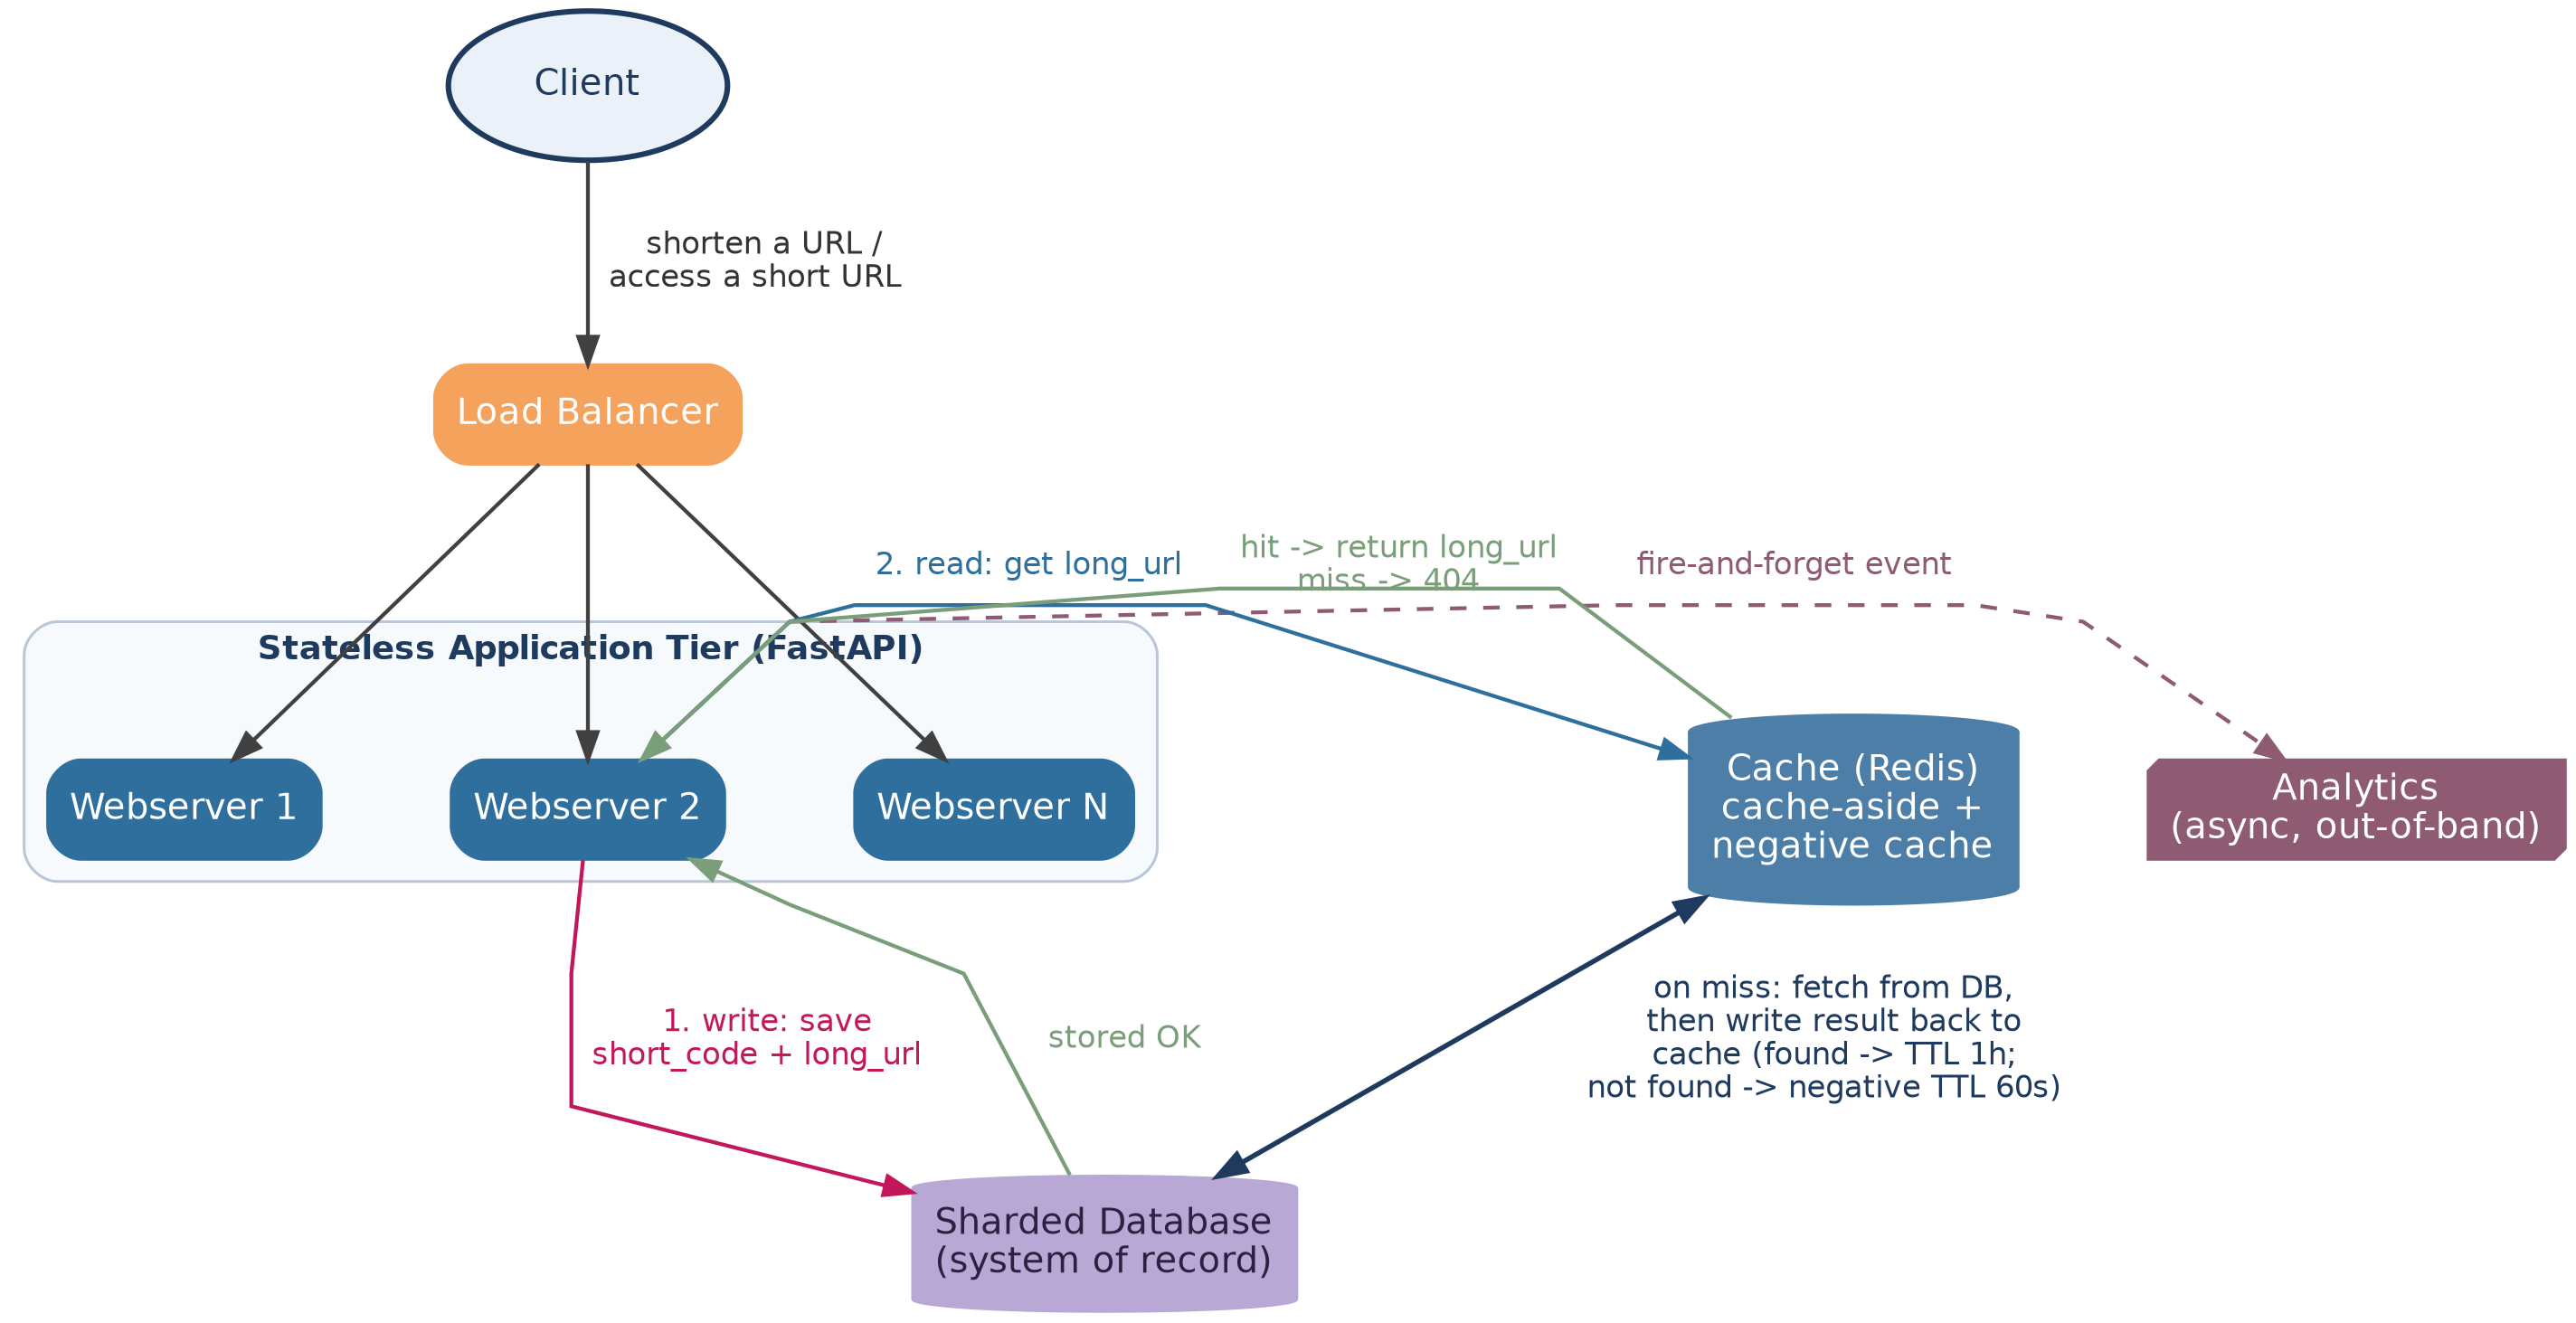 Client
shorten a URL /
access a short URL
Load Balancer
2. read: get long_url
hit -> return long_url
miss -> 404
fire-and-forget event
Stateless Application Tier (FastAPI)
Webserver 1
Webserver 2
Webserver N
Cache (Redis)
cache-aside +
negative cache
Analytics
(async, out-of-band)
1. write: save
short_code + long_url
stored OK
on miss: fetch from DB,
then write result back to
cache (found -> TTL 1h;
not found -> negative TTL 60s)
Sharded Database
(system of record)